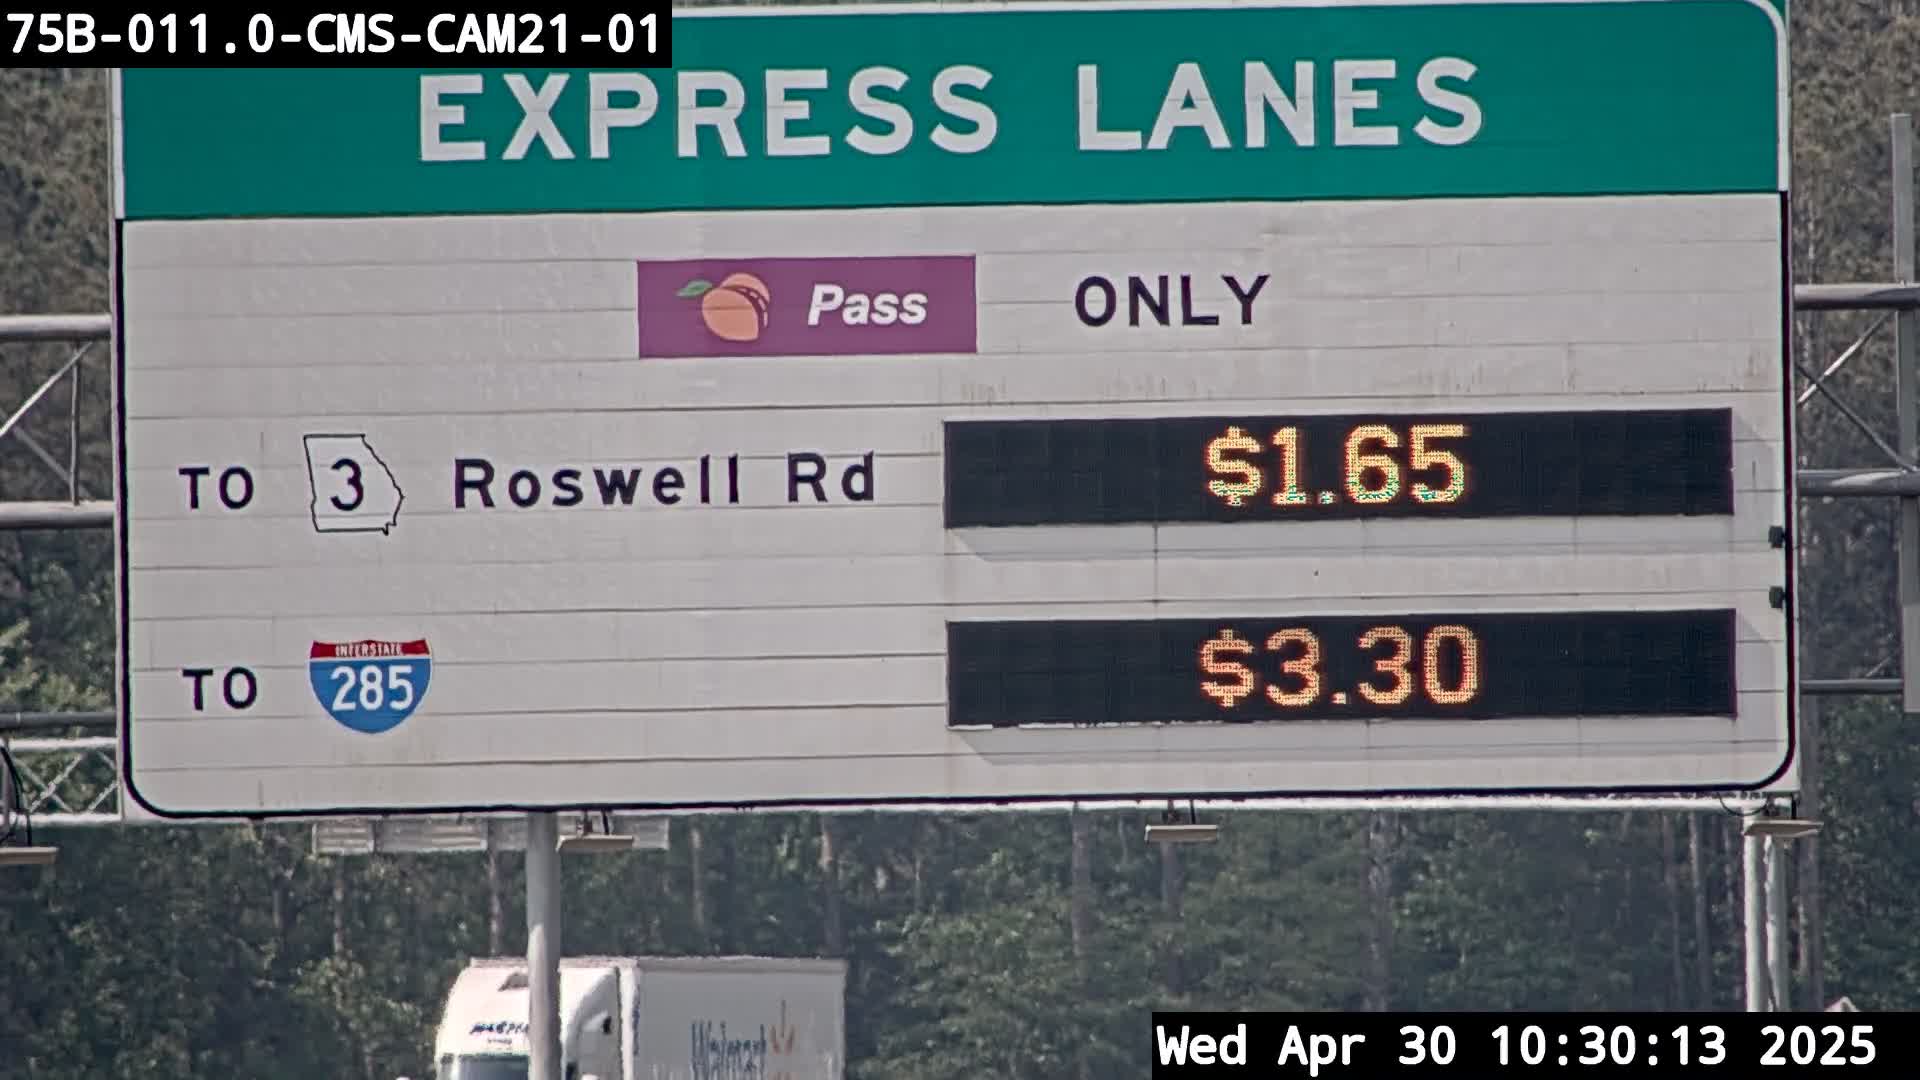 75B-011.0-CMS-CAM21-01
EXPRESS LANES
Pass ONLY
TO 3 Roswell Rd $1.65
INTERSTATE
TO 285 $3.30
Walmart
Wed Apr 30 10:30:13 2025